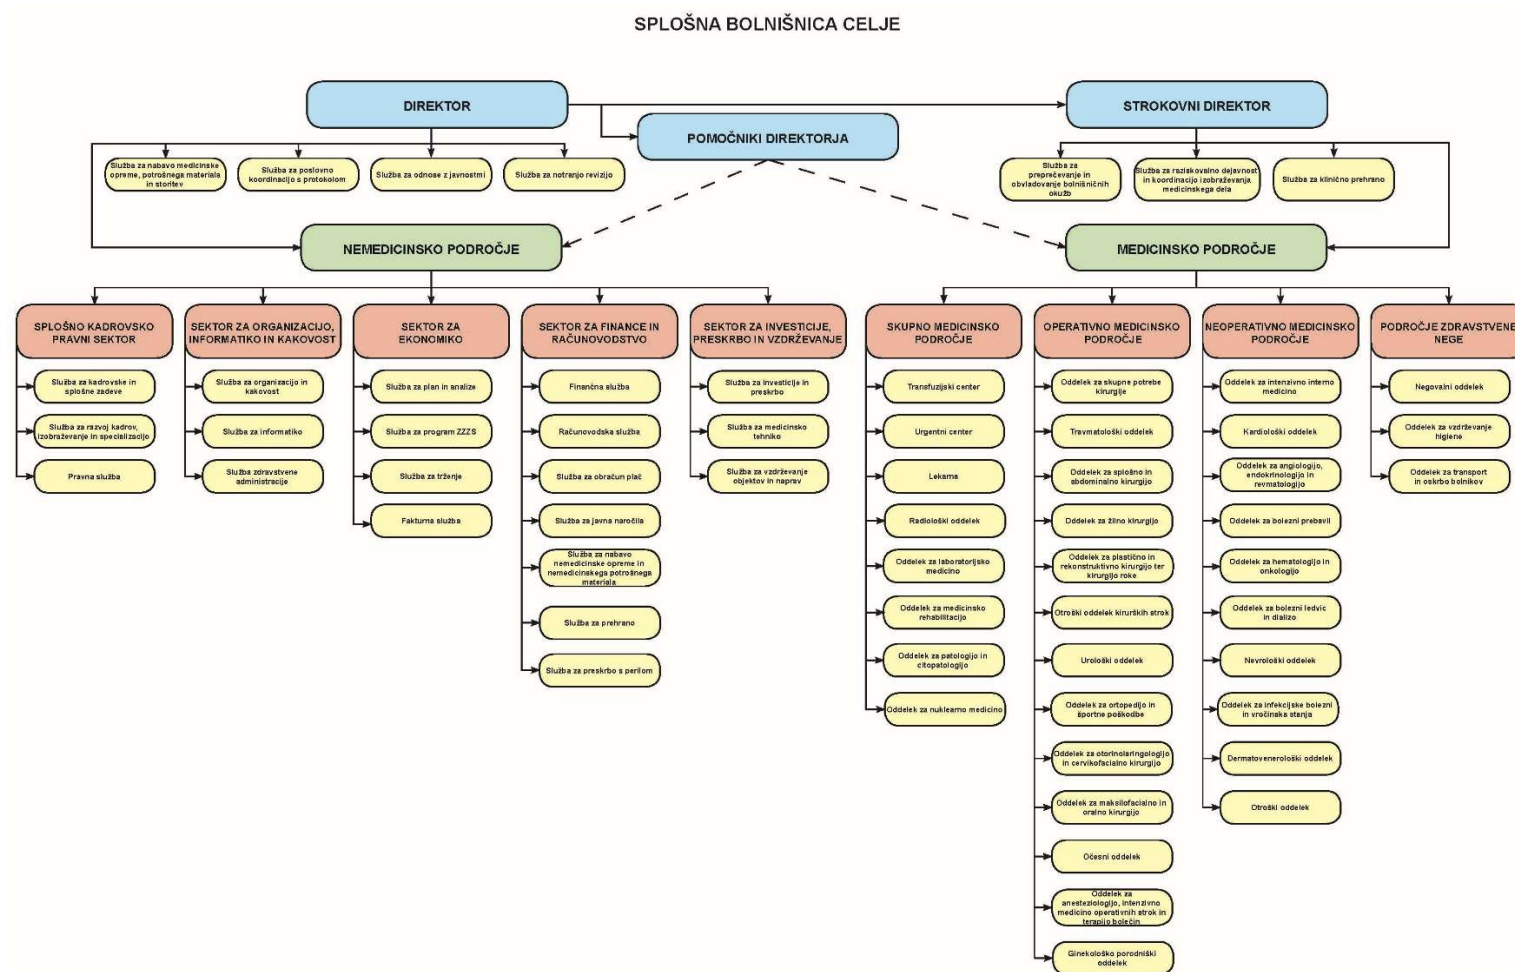 SPLOŠNA BOLNIŠNICA CELJE
DIREKTOR
STROKOVNI DIREKTOR
POMOČNIKI DIREKTORJA
Služba za nabavo medicinske
opreme, potrošnega materiala
in storitev
Služba za poslovno
koordinacijo s protokolom
Služba za odnose z javnostmi
Služba za notranjo revizijo
Služba za
preprečevanje in
obvladovanje bolnišničnih
okužb
Služba za raziskovalno dejavnost
in koordinacijo izobraževanja
medicinskega dela
Služba za klinično prehrano
NEMEDICINSKO PODROČJE
MEDICINSKO PODROČJE
SPLOŠNO KADROVSKO
PRAVNI SEKTOR
Služba za kadrovske in
splošne zadeve
Služba za razvoj kadrov,
izobraževanje in specializacijo
Pravna služba
SEKTOR ZA ORGANIZACIJO,
INFORMATIKO IN KAKOVOST
Služba za organizacijo in
kakovost
Služba za informatiko
Služba zdravstvene
administracije
SEKTOR ZA
EKONOMIKO
Služba za plan in analize
Služba za program ZZZS
Služba za trženje
Fakturna služba
SEKTOR ZA FINANCE IN
RAČUNOVODSTVO
Finančna služba
Računovodska služba
Služba za obračun plač
Služba za javna naročila
Služba za nabavo
nemedicinske opreme in
nemedicinskega potrošnega
materiala
Služba za prehrano
Služba za preskrbo s perilom
SEKTOR ZA INVESTICIJE,
PRESKRBO IN VZDRŽEVANJE
Služba za investicije in
preskrbo
Služba za medicinsko
tehniko
Služba za vzdrževanje
objektov in naprav
SKUPNO MEDICINSKO
PODROČJE
Transfuzijski center
Urgentni center
Lekarna
Radiološki oddelek
Oddelek za laboratorijsko
medicino
Oddelek za medicinsko
rehabilitacijo
Oddelek za patologijo in
citopatologijo
Oddelek za nuklearno medicino
OPERATIVNO MEDICINSKO
PODROČJE
Oddelek za skupne potrebe
kirurgije
Travmatološki oddelek
Oddelek za splošno in
abdominalno kirurgijo
Oddelek za žilno kirurgijo
Oddelek za plastično in
rekonstruktivno kirurgijo ter
kirurgijo roke
Otroški oddelek kirurških strok
Urološki oddelek
Oddelek za ortopedijo in
športne poškodbe
Oddelek za otorinolaringologijo
in cervikofacialno kirurgijo
Oddelek za maksilofacialno in
oralno kirurgijo
Očesni oddelek
Oddelek za
anesteziologijo, intenzivno
medicino operativnih strok in
terapijo bolečin
Ginekološko porodniški
oddelek
NEOPERATIVNO MEDICINSKO
PODROČJE
Oddelek za intenzivno interno
medicino
Kardiološki oddelek
Oddelek za angiologijo,
endokrinologijo in
revmatologijo
Oddelek za bolezni prebavil
Oddelek za hematologijo in
onkologijo
Oddelek za bolezni ledvic
in dializo
Nevrološki oddelek
Oddelek za infekcijske bolezni
in vročinska stanja
Dermatovenerološki oddelek
Otroški oddelek
PODROČJE ZDRAVSTVENE
NEGE
Negovalni oddelek
Oddelek za vzdrževanje
higiene
Oddelek za transport
in oskrbo bolnikov